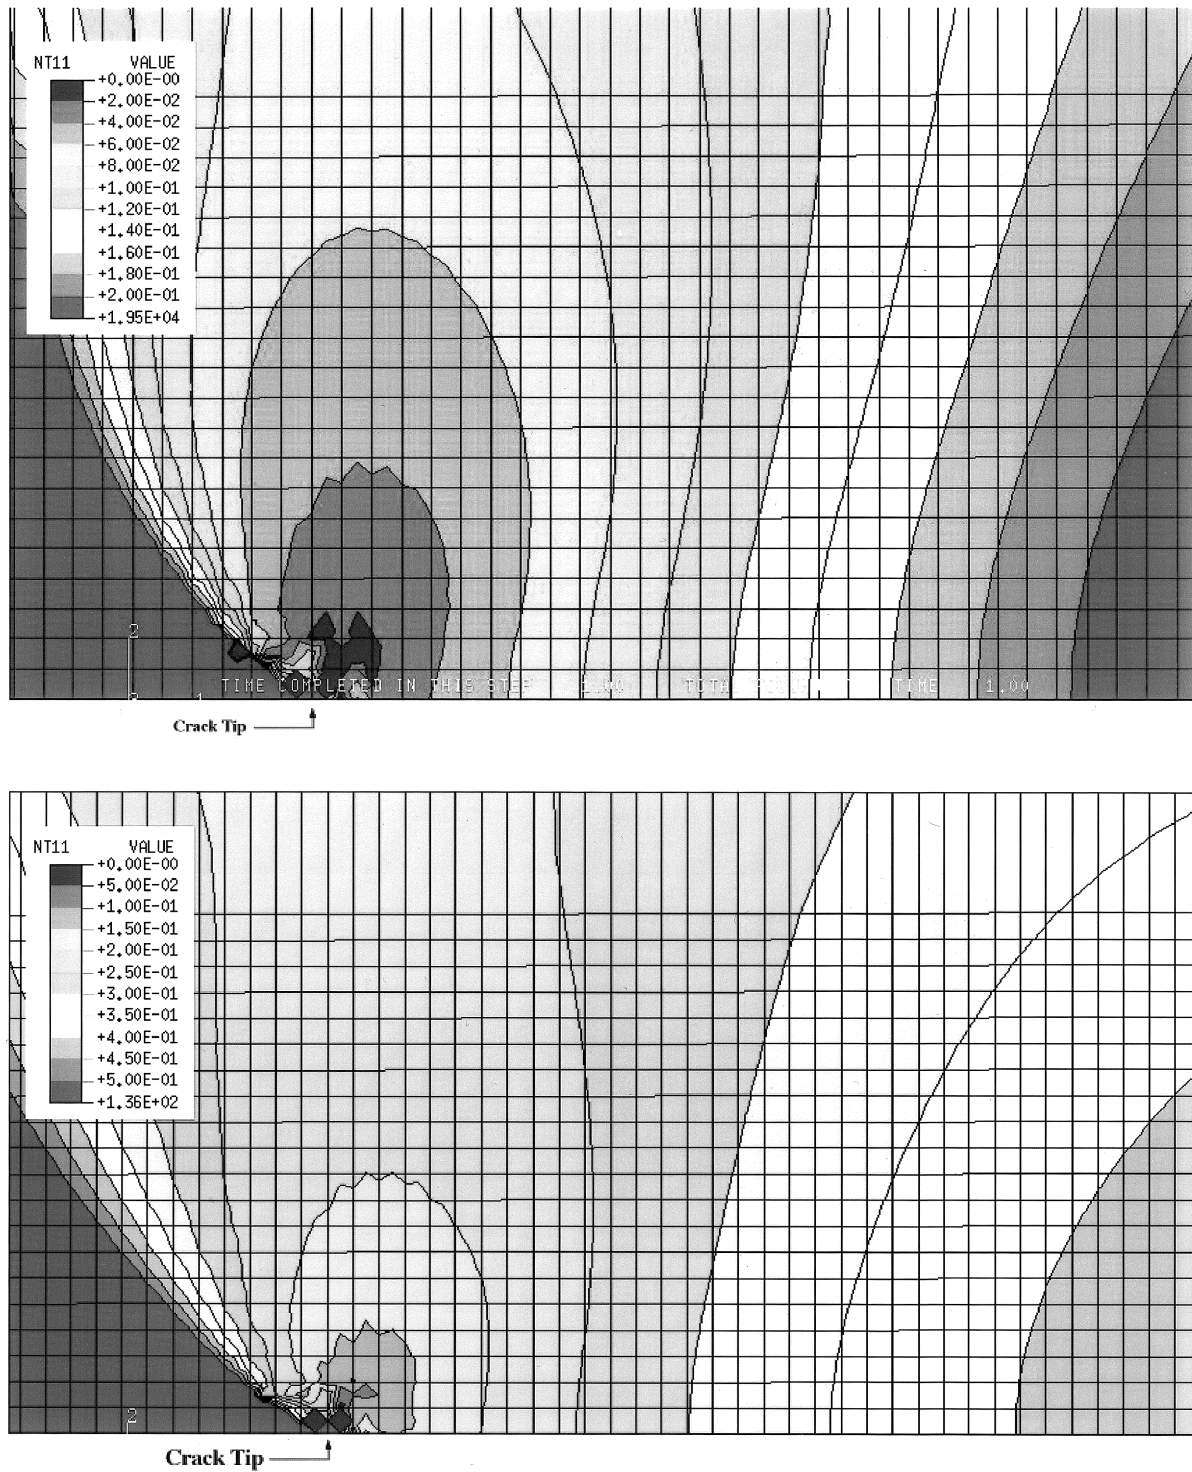 NT11 VALUE
+0.00E-00
+2.00E-02
+4.00E-02
+6.00E-02
+8.00E-02
+1.00E-01
+1.20E-01
+1.40E-01
+1.60E-01
+1.80E-01
+2.00E-01
+1.95E+04
2
1
TIME COMPLETED IN THIS STEP 1.00 TIME 1.00
Crack Tip
NT11 VALUE
+0.00E-00
+5.00E-02
+1.00E-01
+1.50E-01
+2.00E-01
+2.50E-01
+3.00E-01
+3.50E-01
+4.00E-01
+4.50E-01
+5.00E-01
+1.36E+02
2
Crack Tip